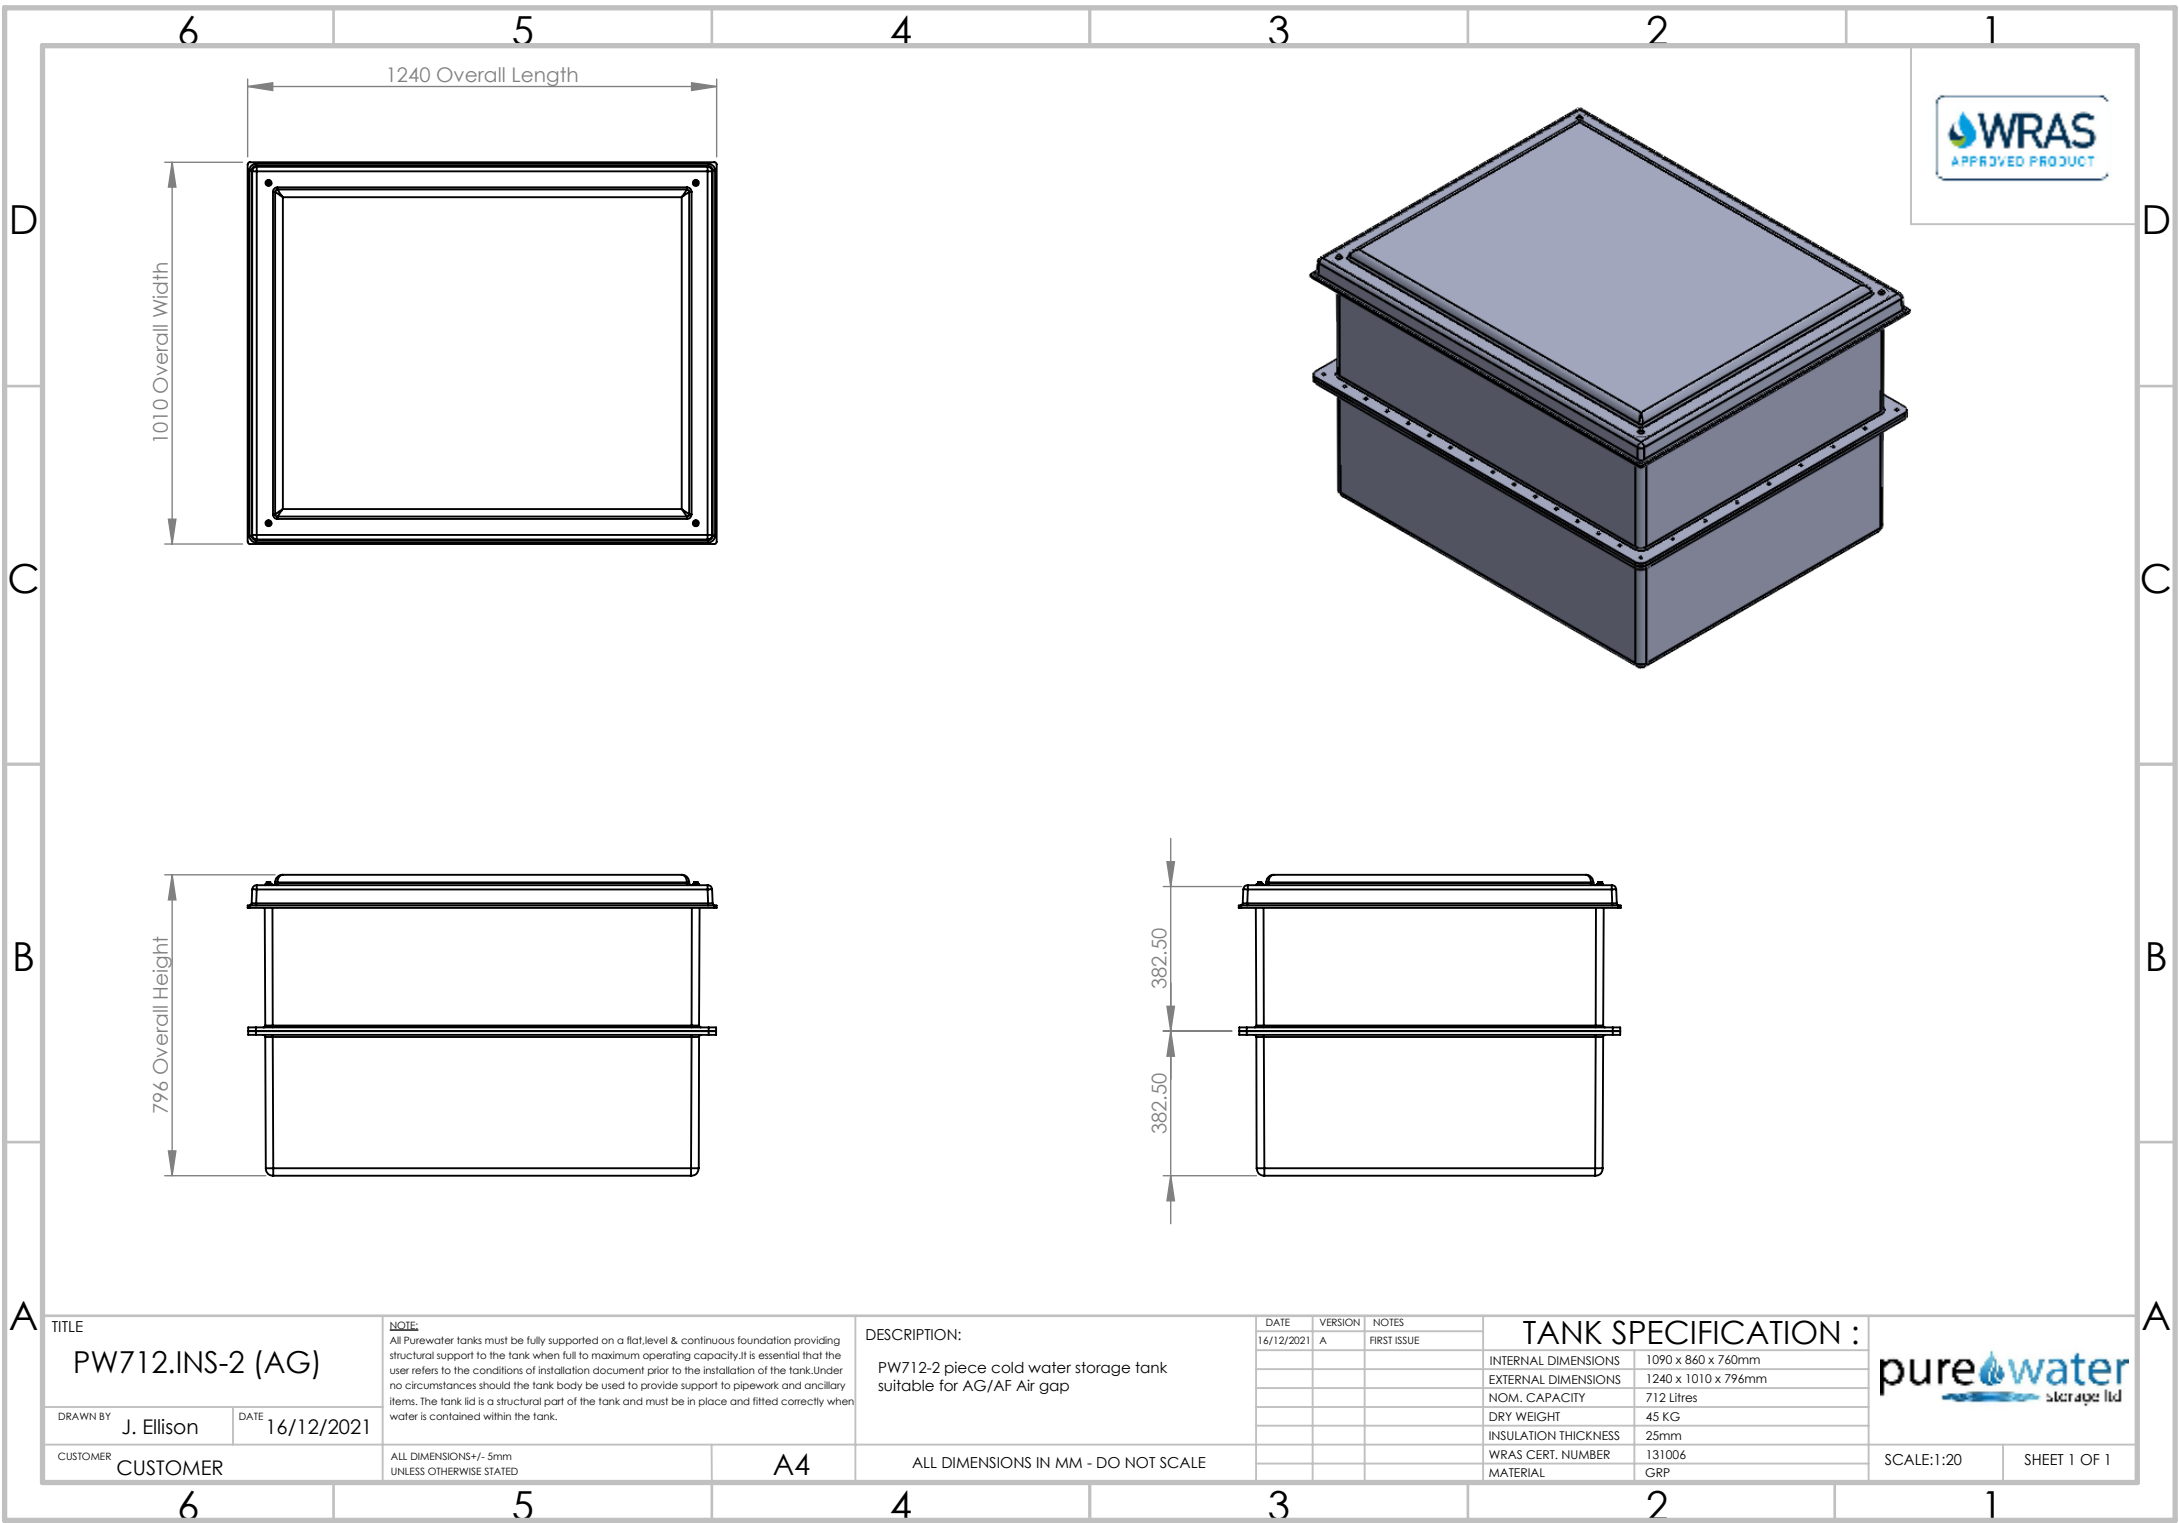 6 5 4 3 2 1
1240 Overall Length
WRAS
APPROVED PRODUCT
D D
1010 Overall Width
C C
796 Overall Height
382.50
382.50
B B
A A
TITLE
PW712.INS-2 (AG)
DRAWN BY J. Ellison
DATE 16/12/2021
CUSTOMER CUSTOMER
NOTE:
All Purewater tanks must be fully supported on a flat,level & continuous foundation providing
structural support to the tank when full to maximum operating capacity.It is essential that the
user refers to the conditions of installation document prior to the installation of the tank.Under
no circumstances should the tank body be used to provide support to pipework and ancillary
items. The tank lid is a structural part of the tank and must be in place and fitted correctly when
water is contained within the tank.
ALL DIMENSIONS+/- 5mm
UNLESS OTHERWISE STATED
A4
DESCRIPTION:
PW712-2 piece cold water storage tank
suitable for AG/AF Air gap
ALL DIMENSIONS IN MM - DO NOT SCALE
DATE VERSION NOTES
16/12/2021 A FIRST ISSUE
TANK SPECIFICATION :
INTERNAL DIMENSIONS 1090 x 860 x 760mm
EXTERNAL DIMENSIONS 1240 x 1010 x 796mm
NOM. CAPACITY 712 Litres
DRY WEIGHT 45 KG
INSULATION THICKNESS 25mm
WRAS CERT. NUMBER 131006
MATERIAL GRP
pure water
storage ltd
SCALE:1:20
SHEET 1 OF 1
6 5 4 3 2 1